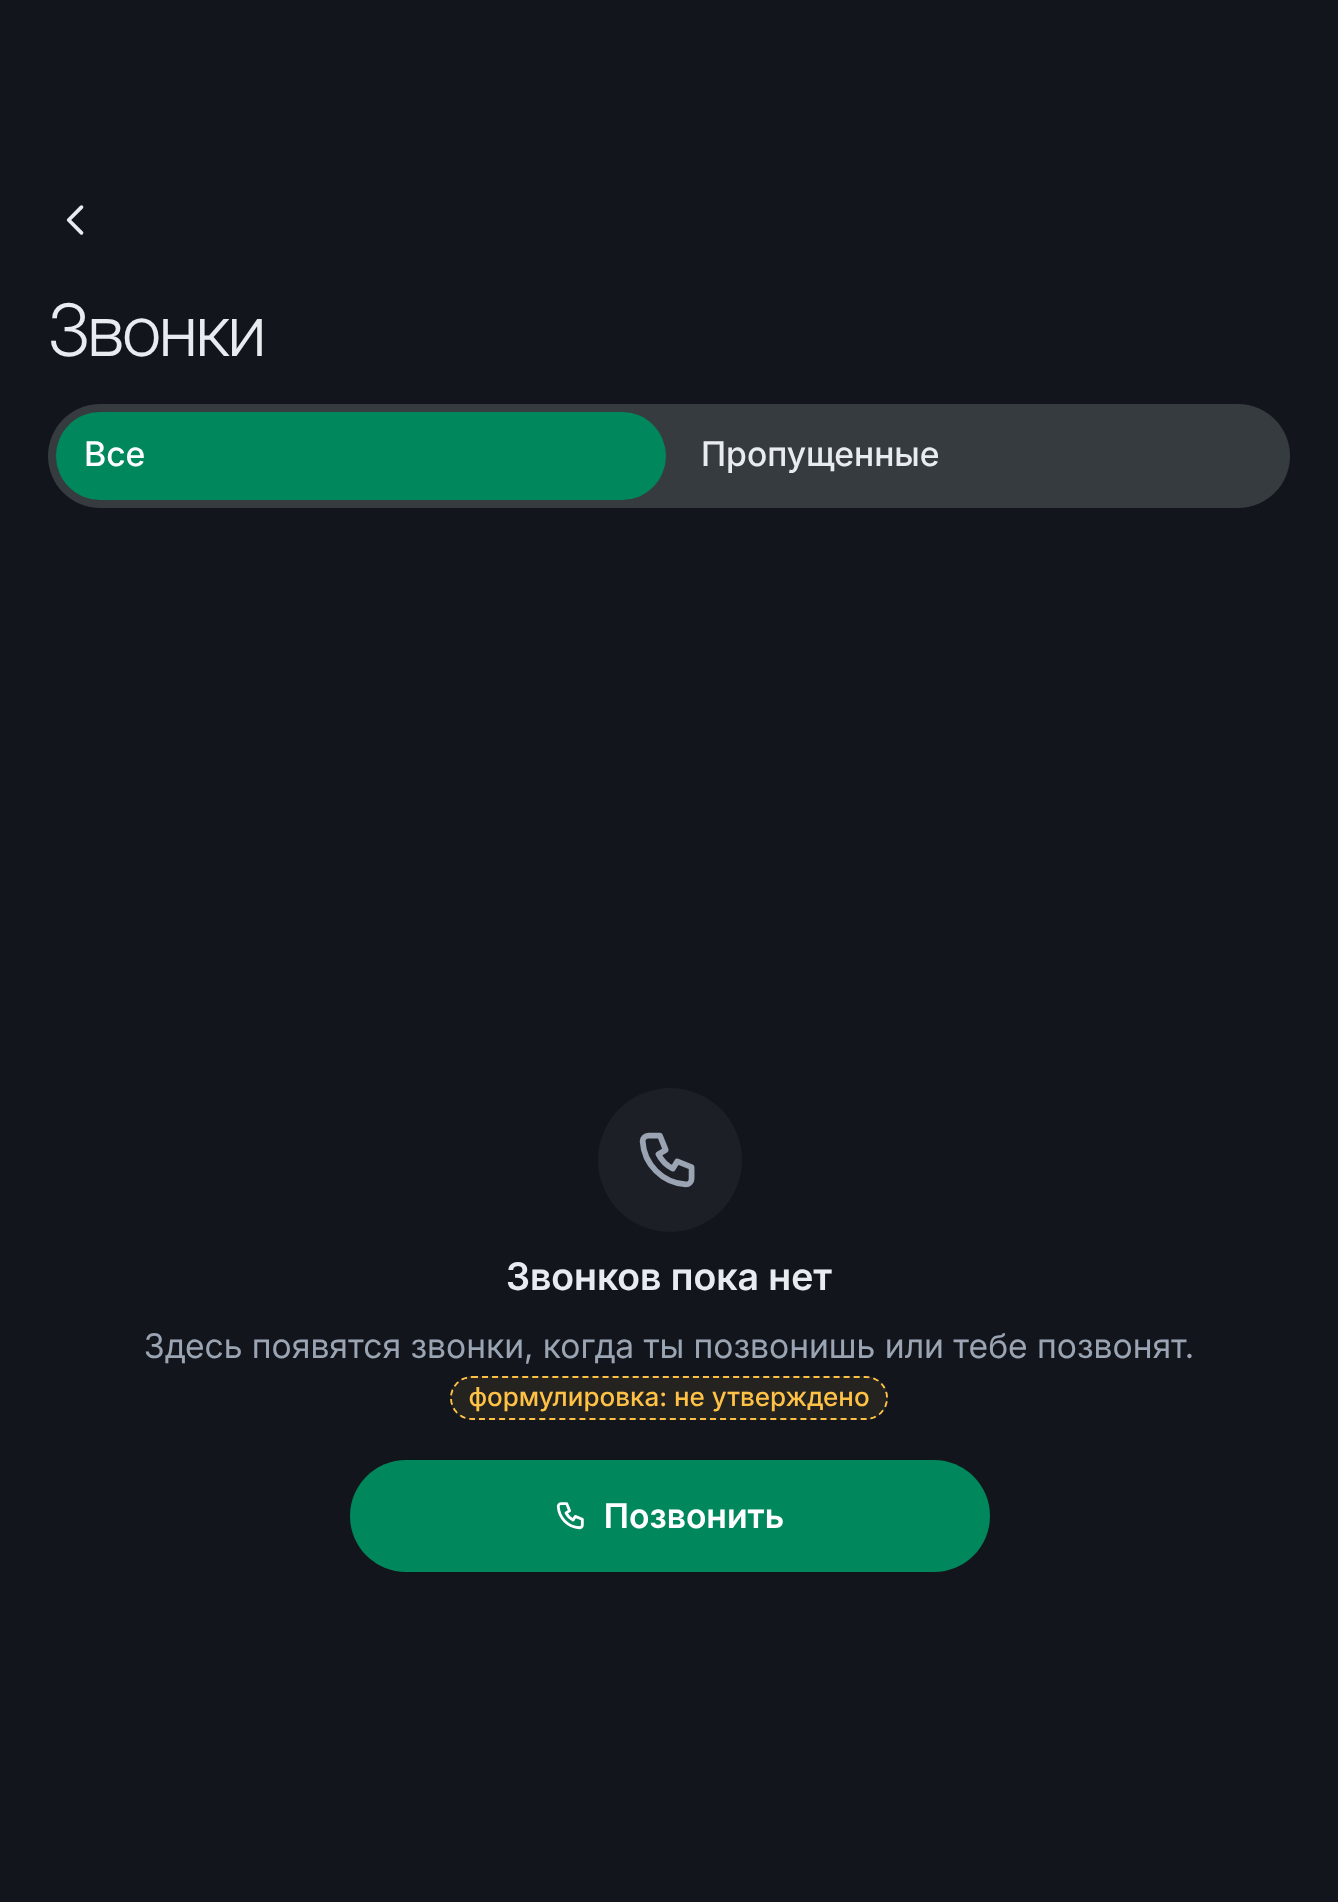 Звонки
Все
Пропущенные
Звонков пока нет
Здесь появятся звонки, когда ты позвонишь или тебе позвонят.
формулировка: не утверждено
Позвонить